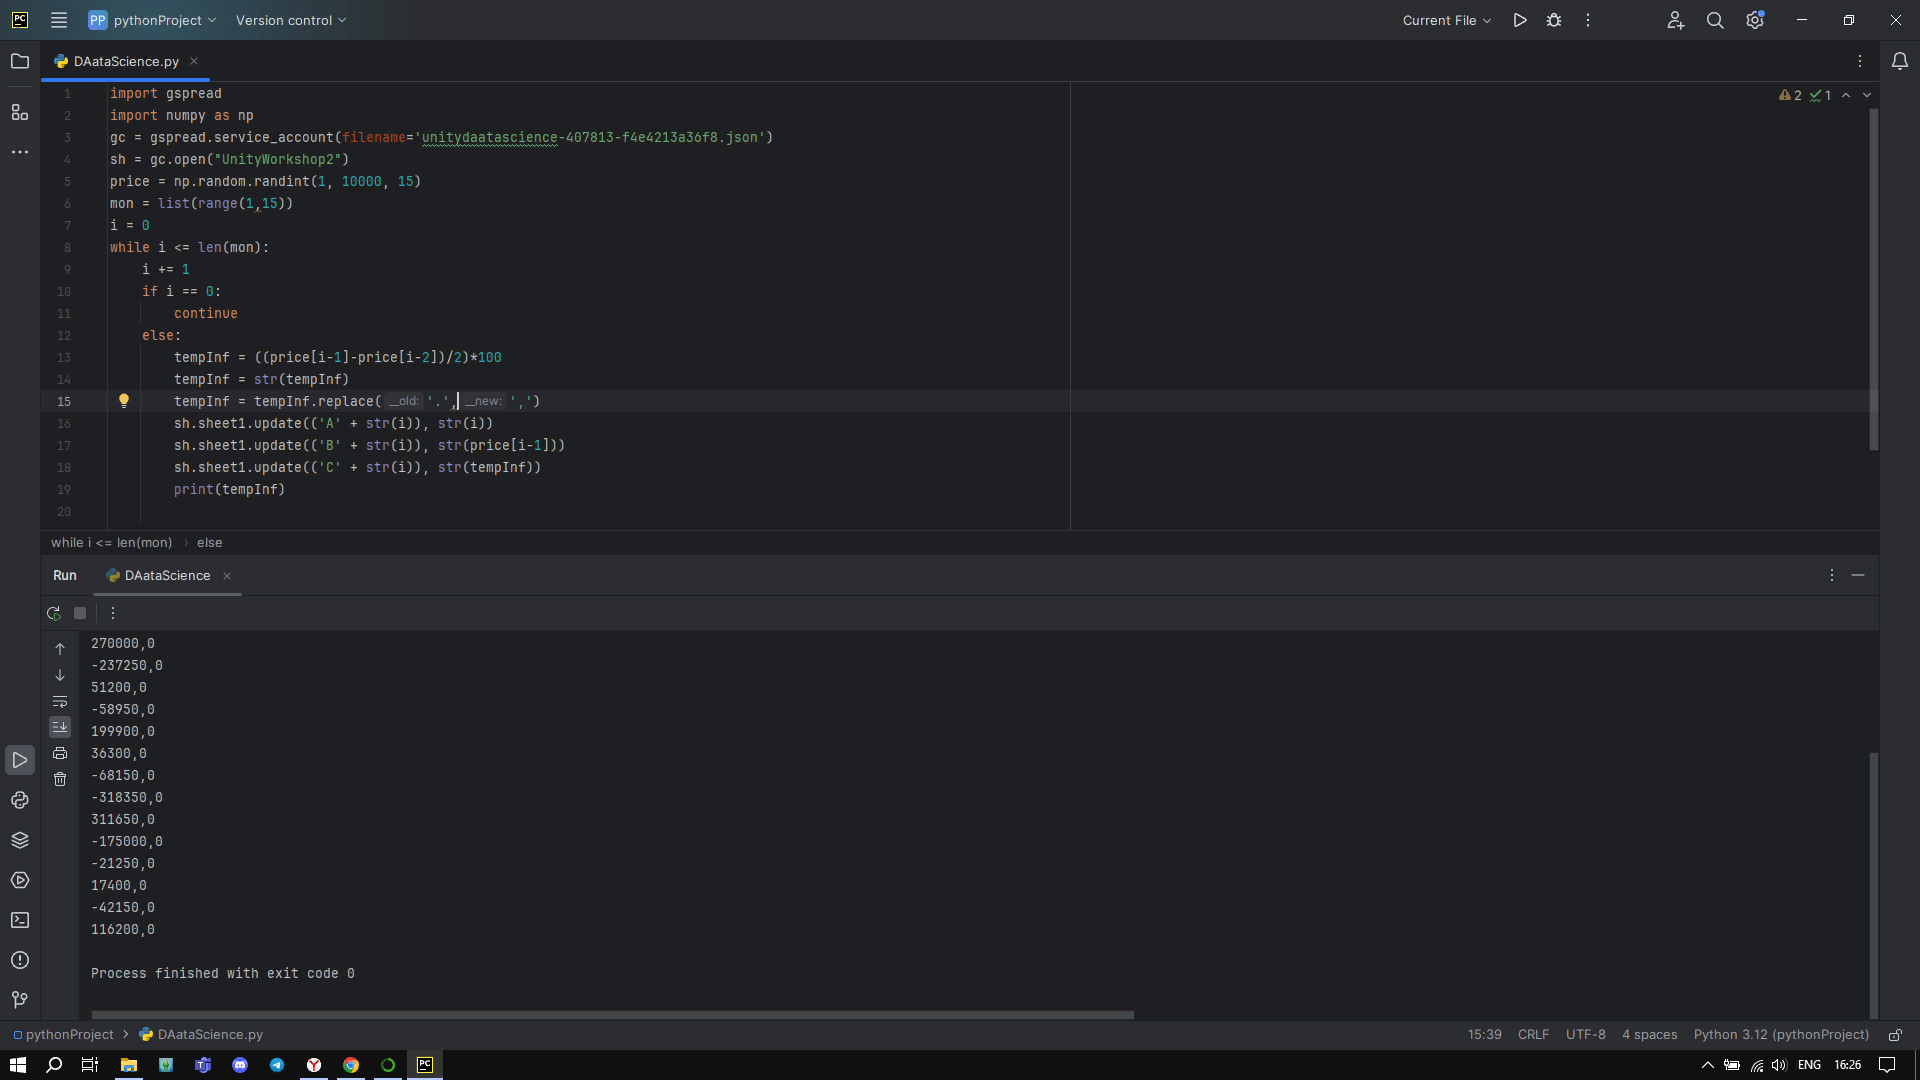 PC
PP pythonProject
Version control
Current File
DAataScience.py
1 import gspread
2 import numpy as np
3 gc = gspread.service_account(filename='unitydaatascience-407813-f4e4213a36f8.json')
4 sh = gc.open("UnityWorkshop2")
5 price = np.random.randint(1, 10000, 15)
6 mon = list(range(1,15))
7 i = 0
8 while i <= len(mon):
9 i += 1
10 if i == 0:
11 continue
12 else:
13 tempInf = ((price[i-1]-price[i-2])/2)*100
14 tempInf = str(tempInf)
15 tempInf = tempInf.replace( __old: '.', __new: ',')
16 sh.sheet1.update(('A' + str(i)), str(i))
17 sh.sheet1.update(('B' + str(i)), str(price[i-1]))
18 sh.sheet1.update(('C' + str(i)), str(tempInf))
19 print(tempInf)
20
2 1
while i <= len(mon) › else
Run DAataScience
270000,0
-237250,0
51200,0
-58950,0
199900,0
36300,0
-68150,0
-318350,0
311650,0
-175000,0
-21250,0
17400,0
-42150,0
116200,0
Process finished with exit code 0
pythonProject > DAataScience.py
15:39 CRLF UTF-8 4 spaces Python 3.12 (pythonProject)
PC
ENG 16:26